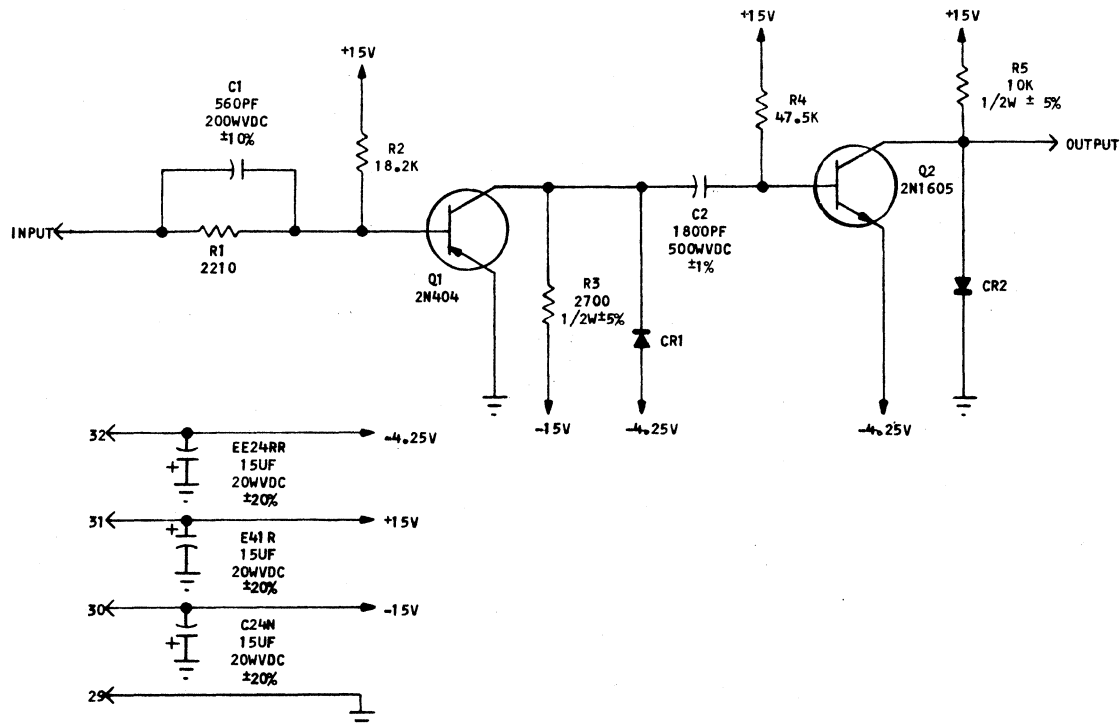 +15V
+15V
+15V
C1
560PF
200WVDC
±10%
R2
18.2K
R4
47.5K
R5
10K
1/2W ± 5%
OUTPUT
INPUT
R1
2210
Q1
2N404
C2
1800PF
500WVDC
±1%
Q2
2N1605
R3
2700
1/2W±5%
CR1
CR2
-15V
-4.25V
-4.25V
32
-4.25V
EE24RR
15UF
20WVDC
±20%
31
+15V
+
+
E41R
15UF
20WVDC
±20%
30
-15V
+
C24N
15UF
20WVDC
±20%
29